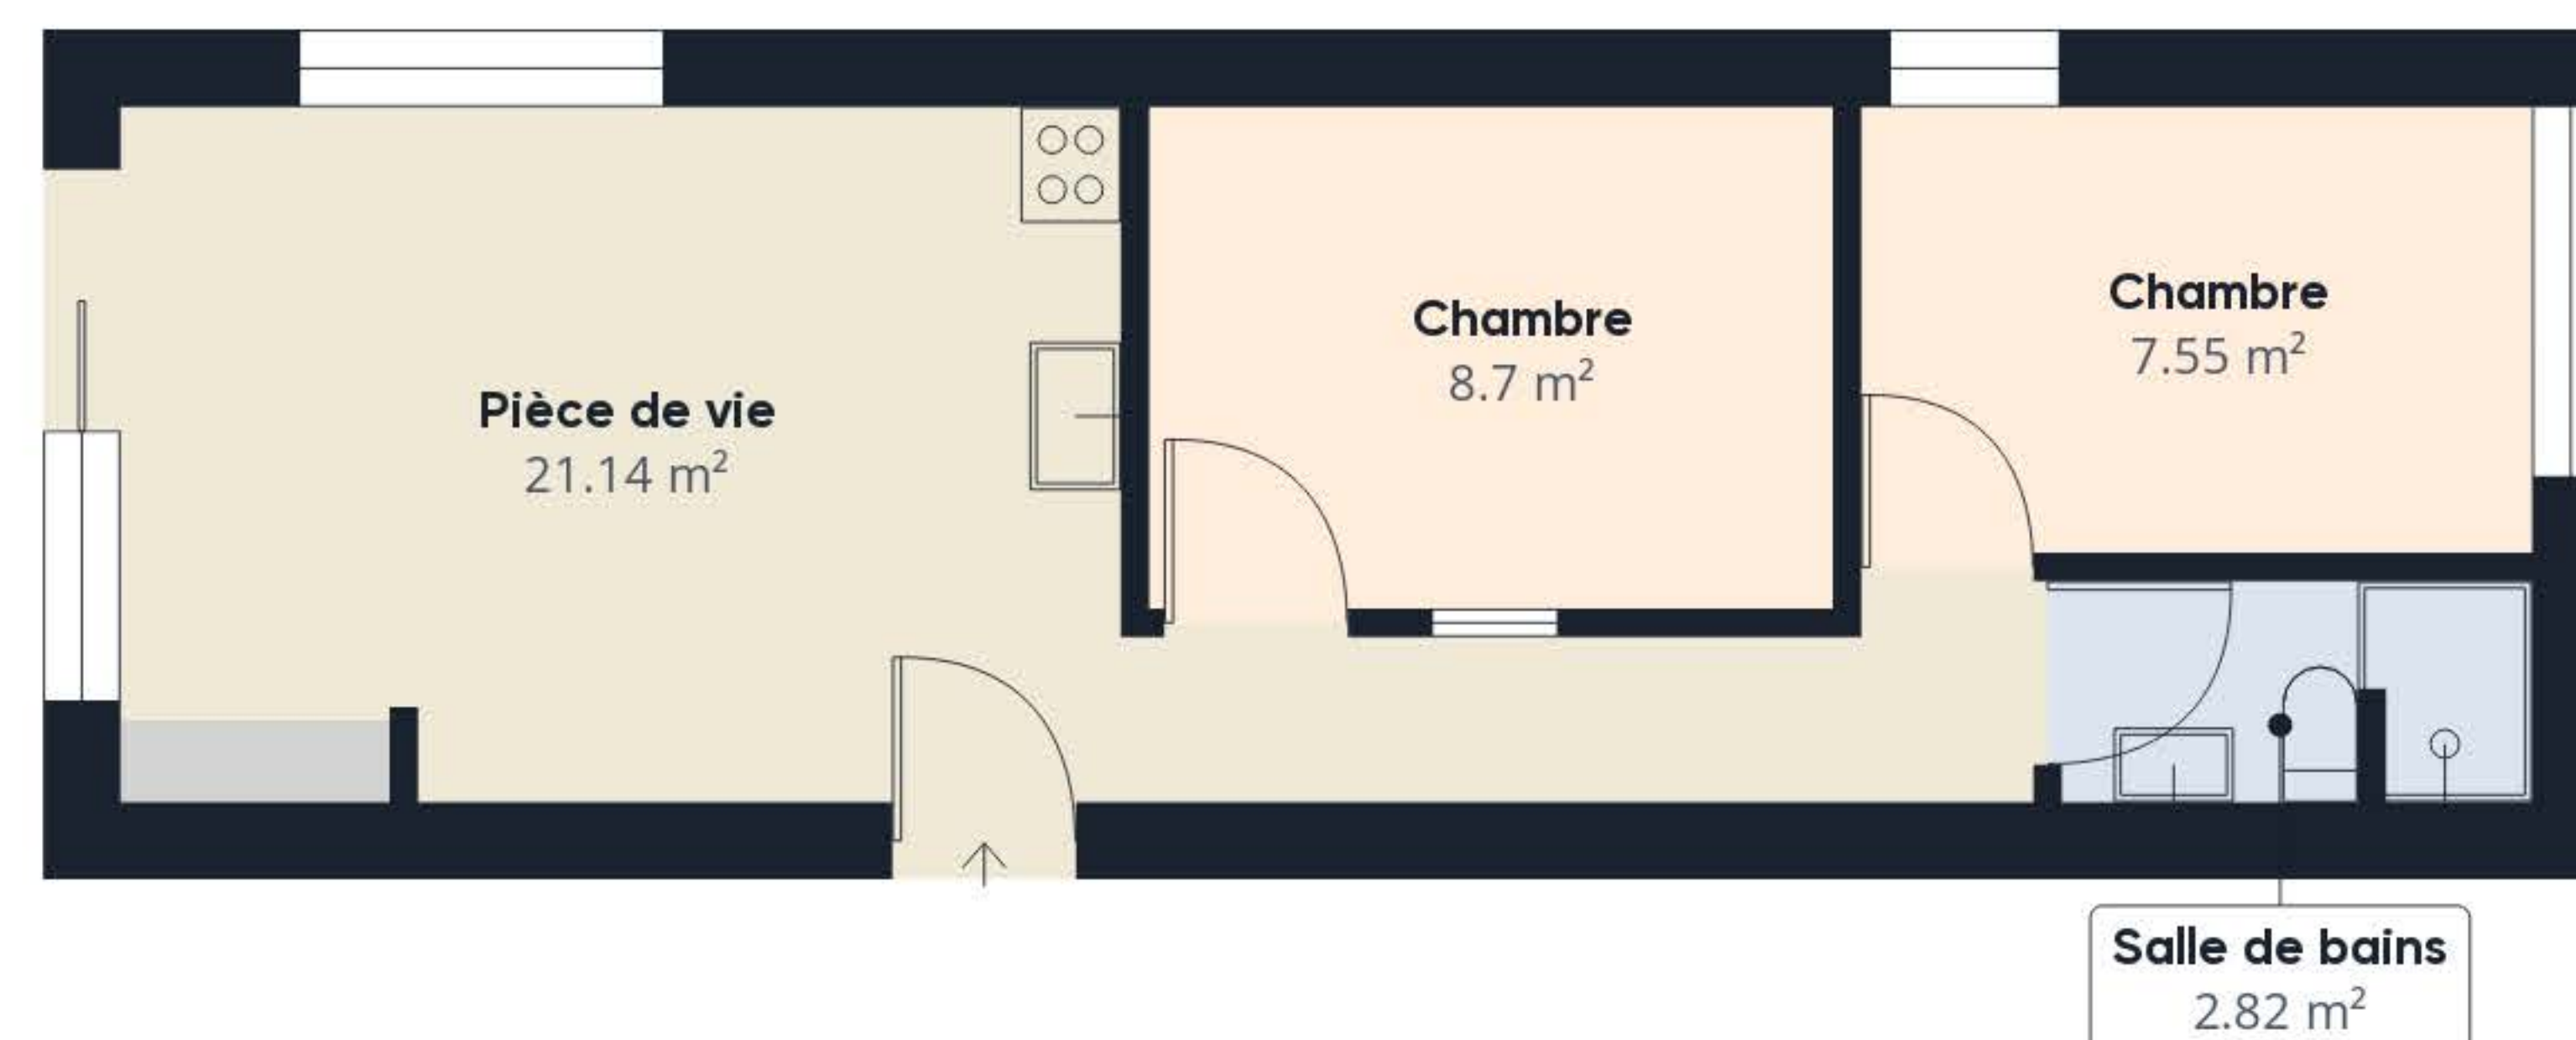 Pièce de vie
21.14 m²
Chambre
8.7 m²
Chambre
7.55 m²
Salle de bains
2.82 m²